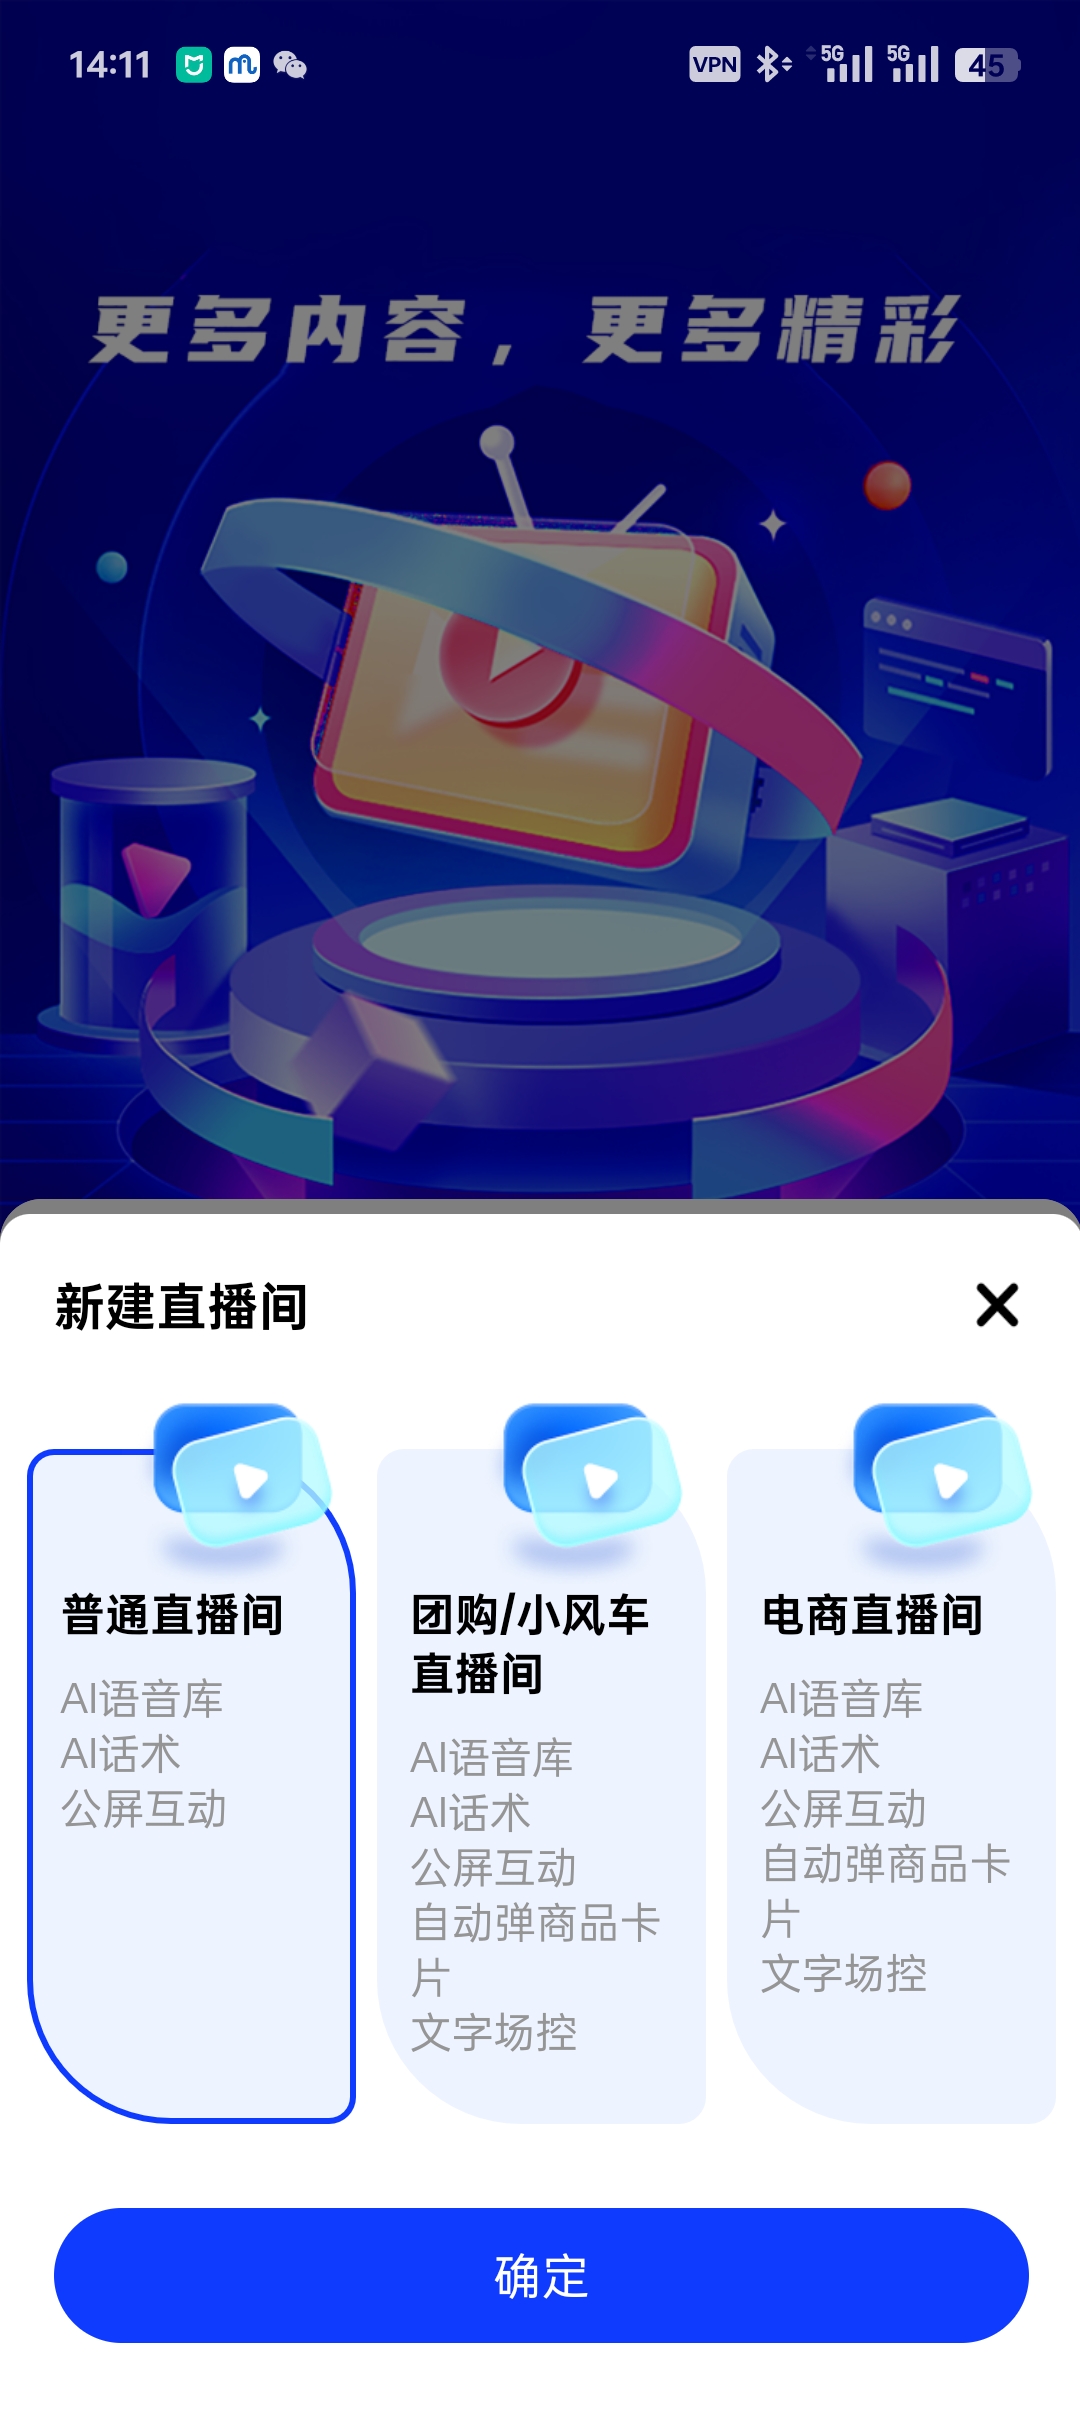 14:11
VPN
5G
5G
45
更多内容，更多精彩
新建直播间
普通直播间
AI语音库
AI话术
公屏互动
团购/小风车
直播间
AI语音库
AI话术
公屏互动
自动弹商品卡
片
文字场控
电商直播间
AI语音库
AI话术
公屏互动
自动弹商品卡
片
文字场控
确定